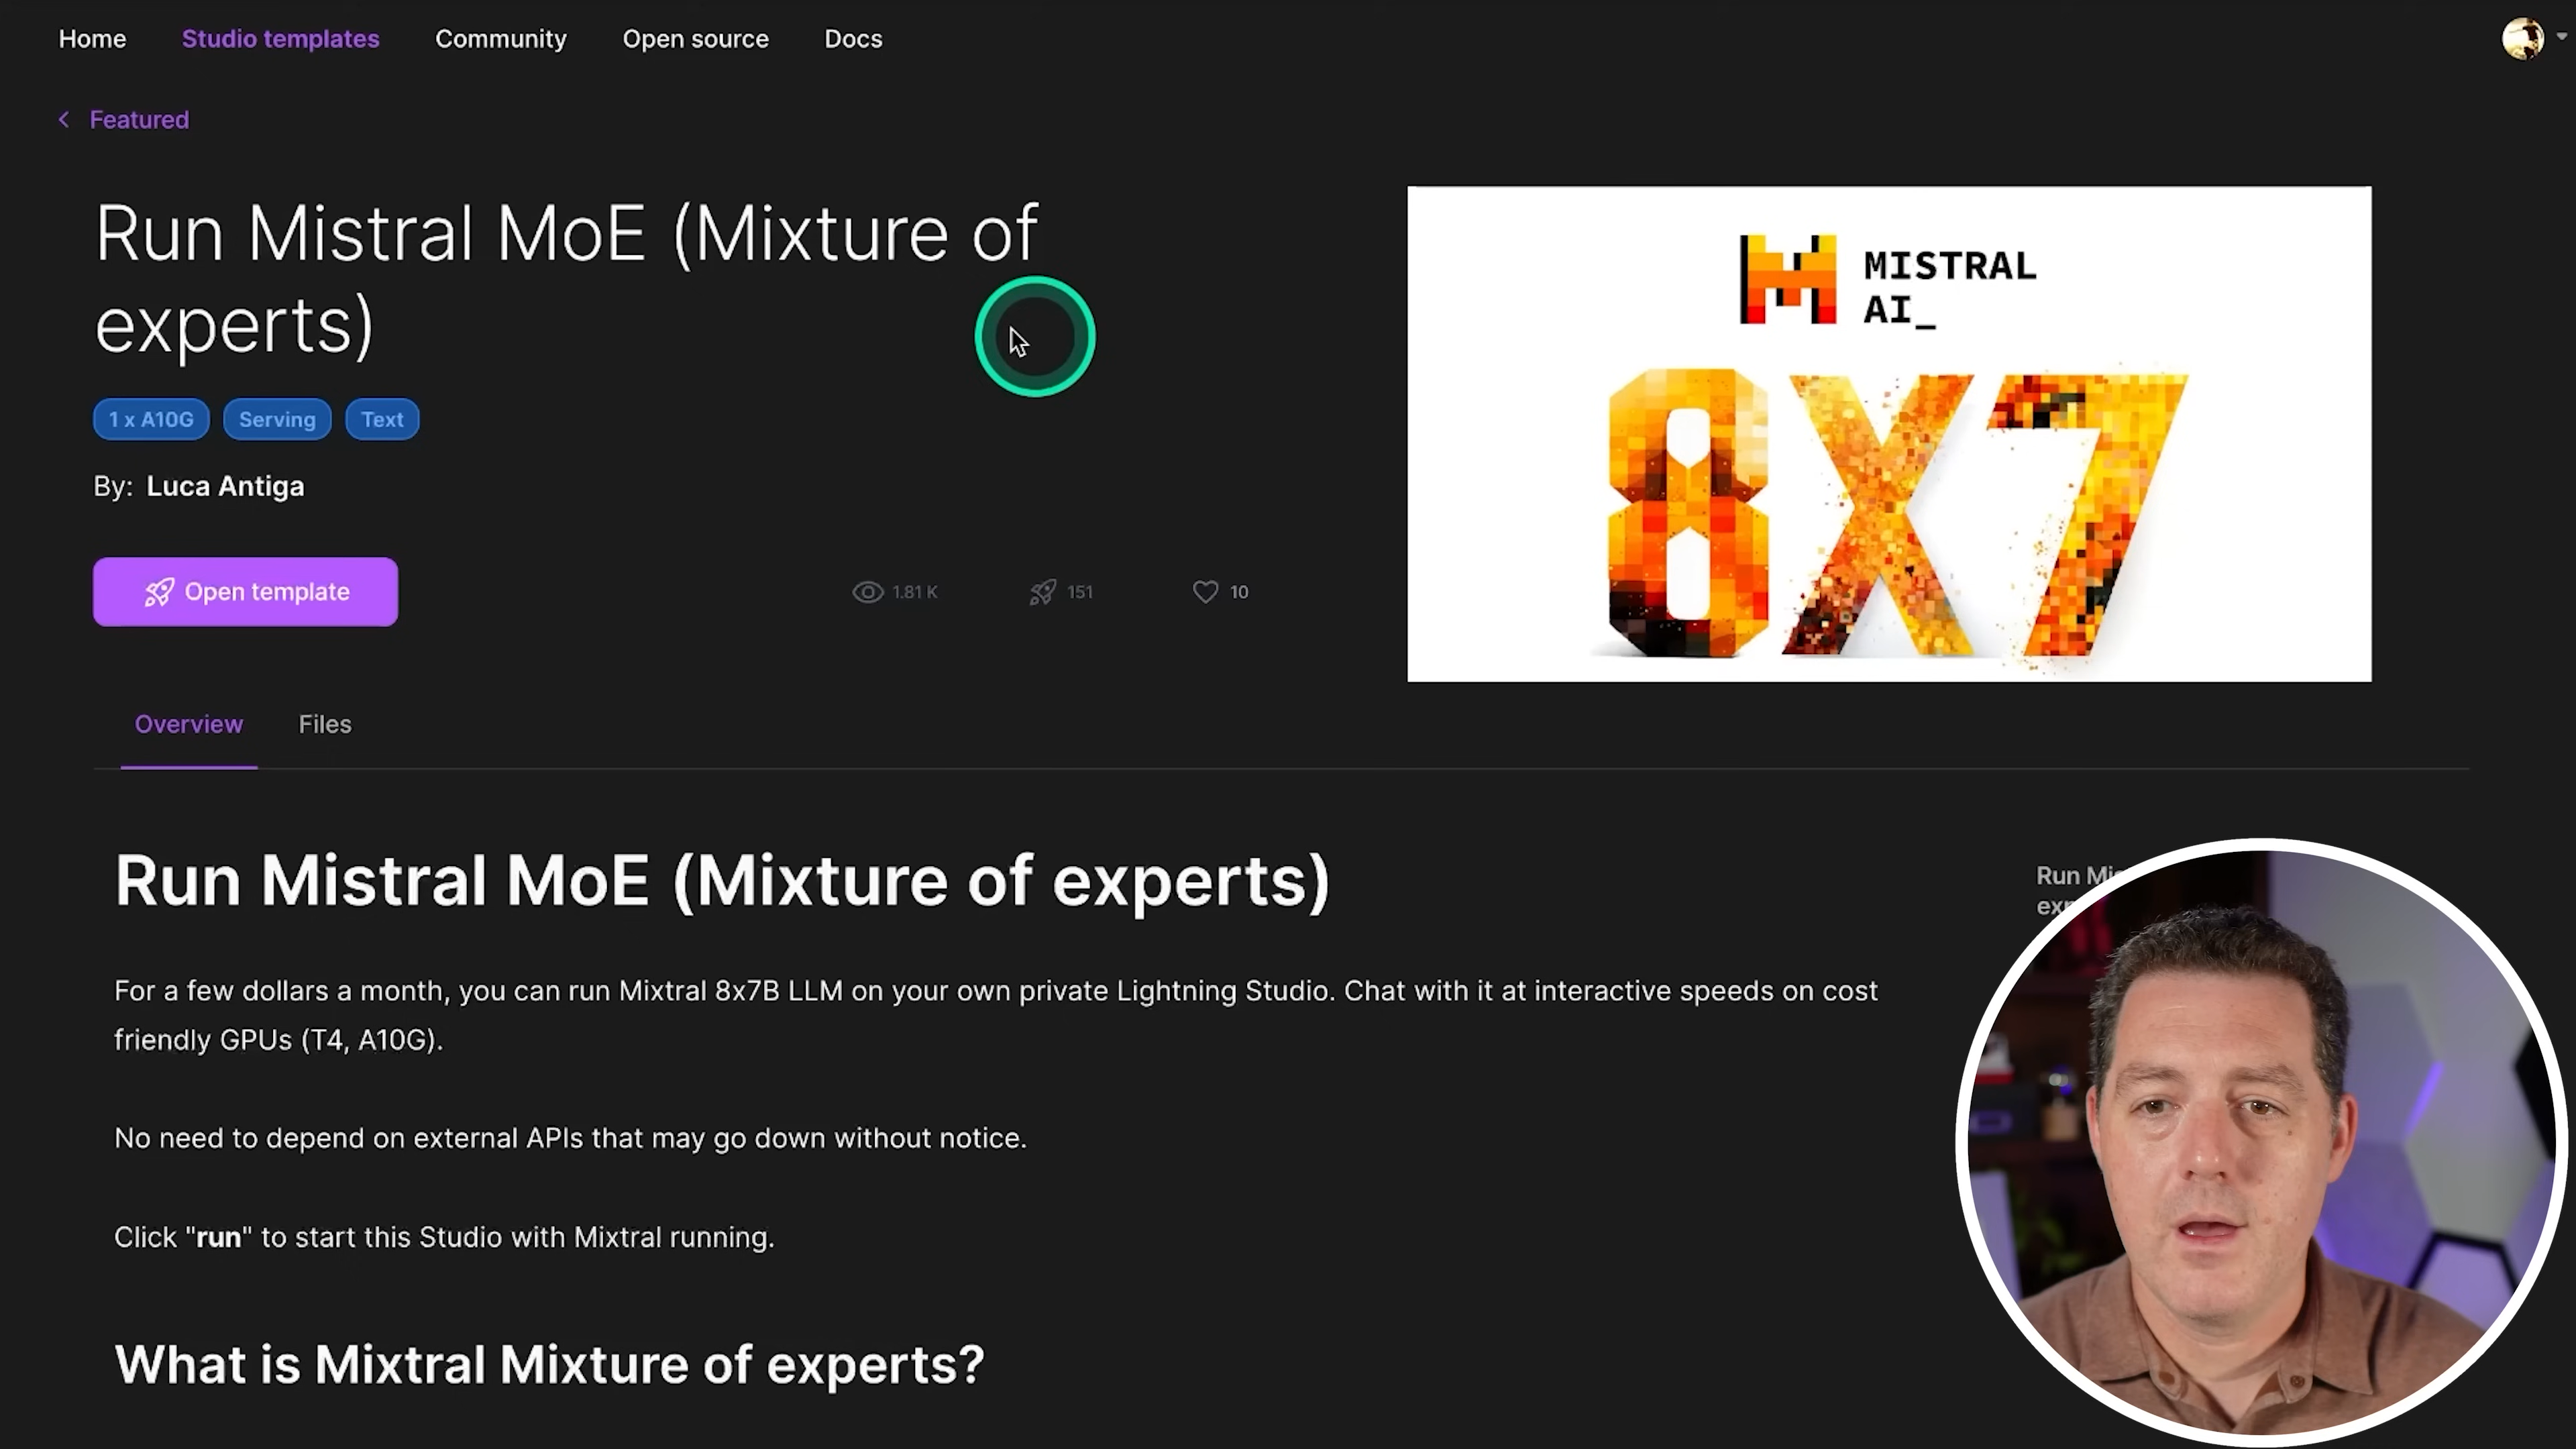 Home Studio templates Community Open source Docs
Featured
Run Mistral MoE (Mixture of
experts)
1 x A10G Serving Text
By: Luca Antiga
Open template
1.81 K 151 10
MISTRAL
AI_
8X7
Overview Files
Run Mistral MoE (Mixture of experts)
Run
For a few dollars a month, you can run Mixtral 8x7B LLM on your own private Lightning Studio. Chat with it at interactive speeds on cost
friendly GPUs (T4, A10G).
No need to depend on external APIs that may go down without notice.
Click "run" to start this Studio with Mixtral running.
What is Mixtral Mixture of experts?